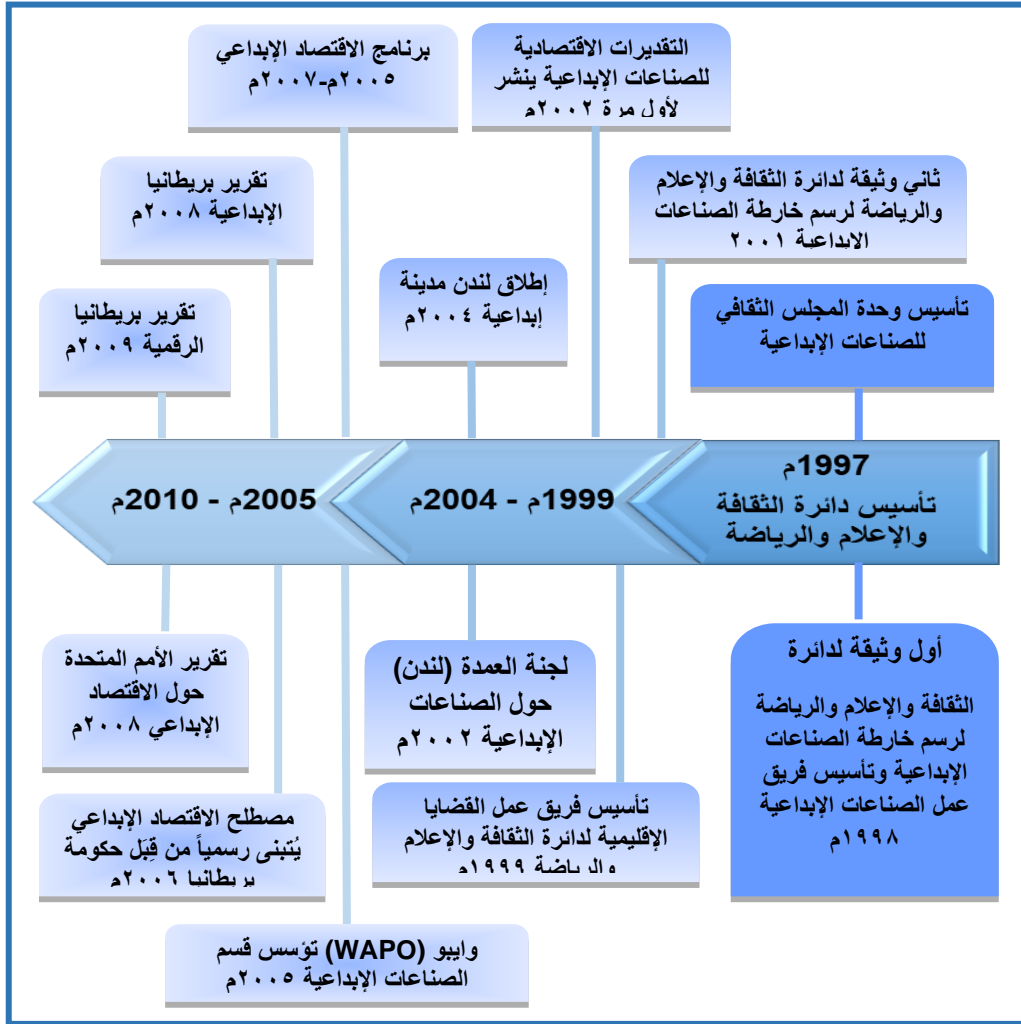 التقديرات الاقتصادية
للصناعات الإبداعية ينشر
لأول مرة ٢٠٠٢م
برنامج الاقتصاد الإبداعي
٢٠٠٥م-٢٠٠٧م
ثاني وثيقة لدائرة الثقافة والإعلام
والرياضة لرسم خارطة الصناعات
الإبداعية ٢٠٠١
تقرير بريطانيا
الإبداعية ٢٠٠٨م
إطلاق لندن مدينة
إبداعية ٢٠٠٤م
تأسيس وحدة المجلس الثقافي
للصناعات الإبداعية
تقرير بريطانيا
الرقمية ٢٠٠٩م
1997م
تأسيس دائرة الثقافة
والإعلام والرياضة
1999م - 2004م
2005م - 2010م
أول وثيقة لدائرة
الثقافة والإعلام والرياضة
لرسم خارطة الصناعات
الإبداعية وتأسيس فريق
عمل الصناعات الإبداعية
١٩٩٨م
لجنة العمدة (لندن)
حول الصناعات
الإبداعية ٢٠٠٢م
تقرير الأمم المتحدة
حول الاقتصاد
الإبداعي ٢٠٠٨م
تأسيس فريق عمل القضايا
الإقليمية لدائرة الثقافة والإعلام
والرياضة ١٩٩٩م
مصطلح الاقتصاد الإبداعي
يُتبنى رسمياً من قِبَل حكومة
بريطانيا ٢٠٠٦م
وايبو (WAPO) تؤسس قسم
الصناعات الإبداعية ٢٠٠٥م